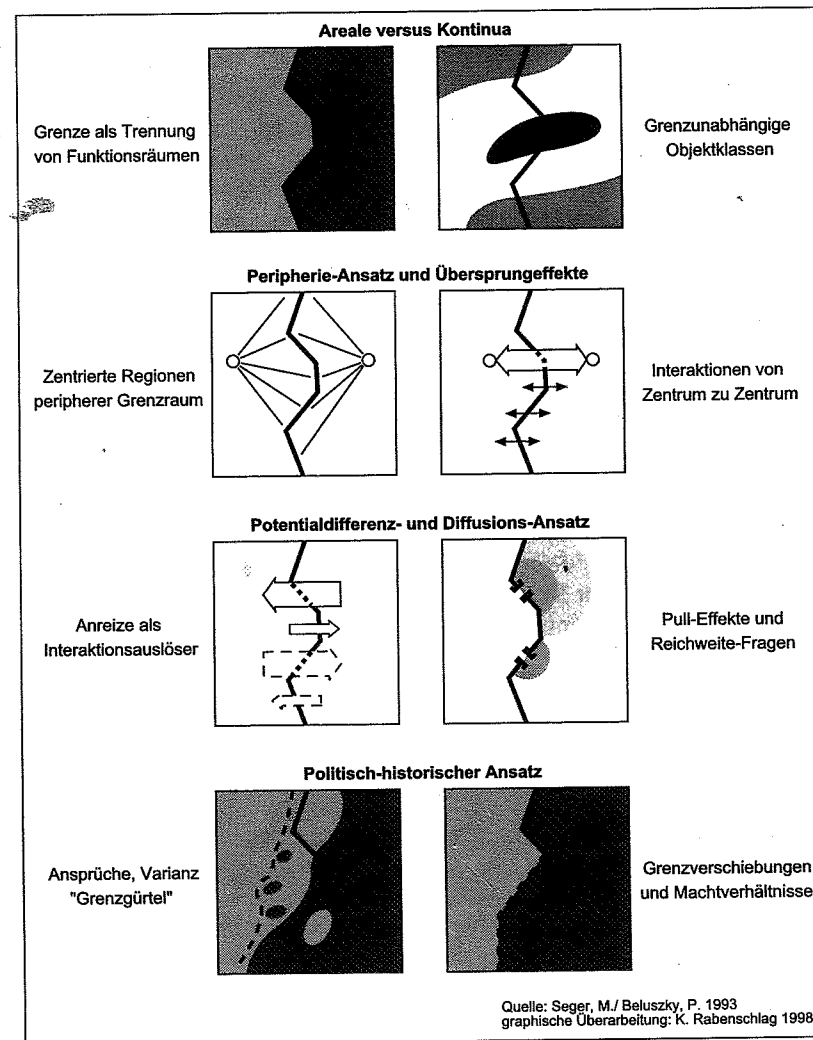 Areale versus Kontinua
Grenze als Trennung
von Funktionsräumen
Grenzunabhängige
Objektklassen
Peripherie-Ansatz und Übersprungeffekte
Zentrierte Regionen
peripherer Grenzraum
Interaktionen von
Zentrum zu Zentrum
Potentialdifferenz- und Diffusions-Ansatz
Anreize als
Interaktionsauslöser
Pull-Effekte und
Reichweite-Fragen
Politisch-historischer Ansatz
Ansprüche, Varianz
"Grenzgürtel"
Grenzverschiebungen
und Machtverhältnisse
Quelle: Seger, M./ Beluszky, P. 1993
graphische Überarbeitung: K. Rabenschlag 1998